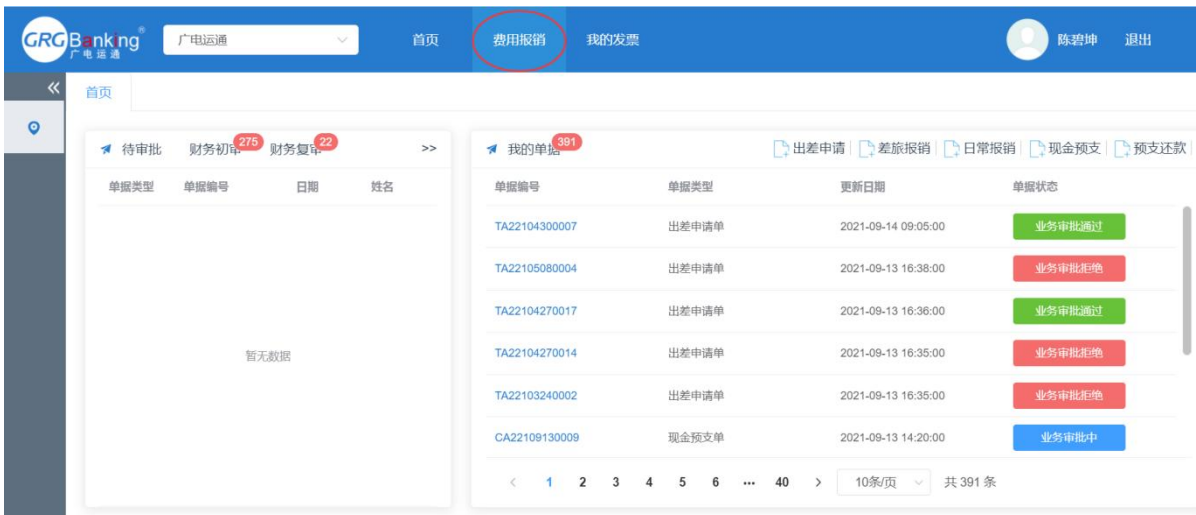 GRGBanking®
广电运通
广电运通
首页
费用报销
我的发票
陈碧坤
退出
首页
待审批
财务初审
275
财务复审
22
>>
单据类型 单据编号 日期 姓名
暂无数据
我的单据
391
出差申请 差旅报销 日常报销 现金预支 预支还款
单据编号 单据类型 更新日期 单据状态
TA22104300007 出差申请单 2021-09-14 09:05:00 业务审批通过
TA22105080004 出差申请单 2021-09-13 16:38:00 业务审批拒绝
TA22104270017 出差申请单 2021-09-13 16:36:00 业务审批通过
TA22104270014 出差申请单 2021-09-13 16:35:00 业务审批拒绝
TA22103240002 出差申请单 2021-09-13 16:35:00 业务审批拒绝
CA22109130009 现金预支单 2021-09-13 14:20:00 业务审批中
< 1 2 3 4 5 6 ••• 40 > 10条/页 共 391 条